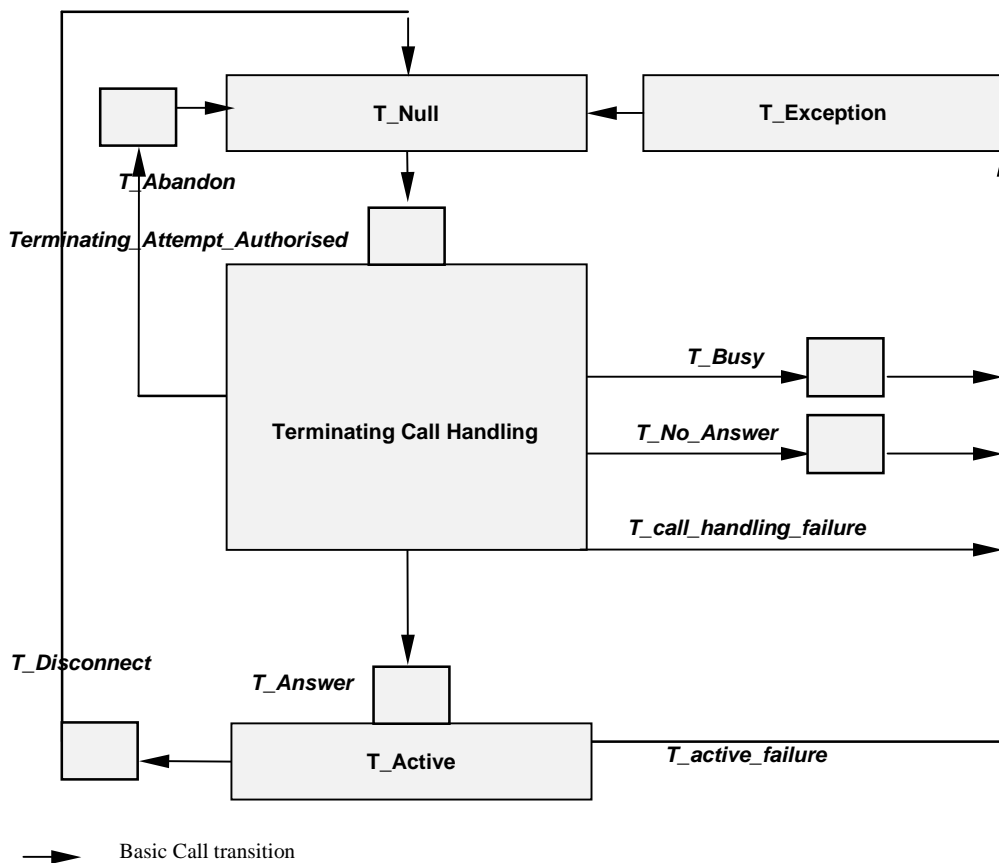 T_Null
T_Exception
T_Abandon
Terminating_Attempt_Authorised
T_Busy
Terminating Call Handling
T_No_Answer
T_call_handling_failure
T_Disconnect
T_Answer
T_Active
T_active_failure
Basic Call transition